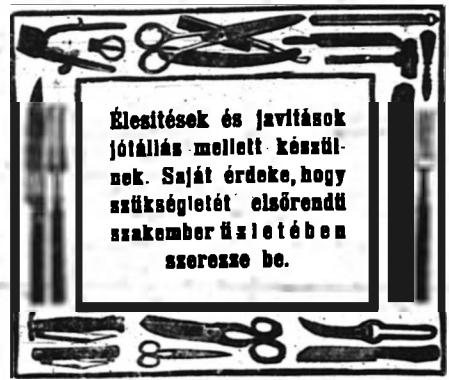 Élesitések és javitások
jótállás mellett készül-
nek. Saját érdeke, hogy
szükségletét elsőrendü
szakember üzletében
szerezze be.